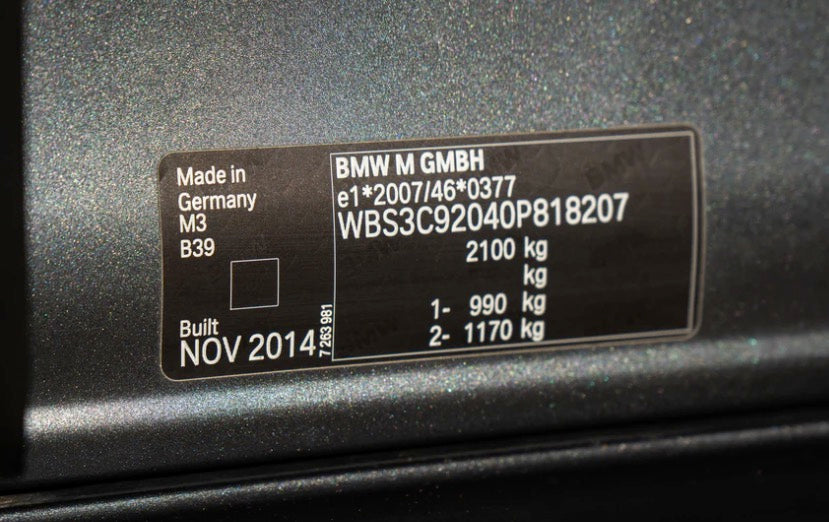 Made in
Germany
M3
B39
Built
NOV 2014
7 263 981
BMW M GMBH
e1*2007/46*0377
WBS3C92040P818207
2100 kg
kg
1- 990 kg
2- 1170 kg